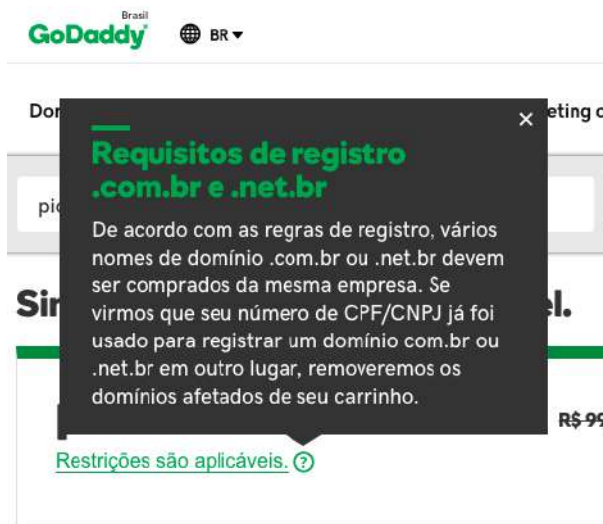 Brasil
GoDaddy
BR
eting
Requisitos de registro
.com.br e .net.br
De acordo com as regras de registro, vários
nomes de domínio .com.br ou .net.br devem
ser comprados da mesma empresa. Se
virmos que seu número de CPF/CNPJ já foi
usado para registrar um domínio com.br ou
.net.br em outro lugar, removeremos os
domínios afetados de seu carrinho.
R$ 99
Restrições são aplicáveis. ?